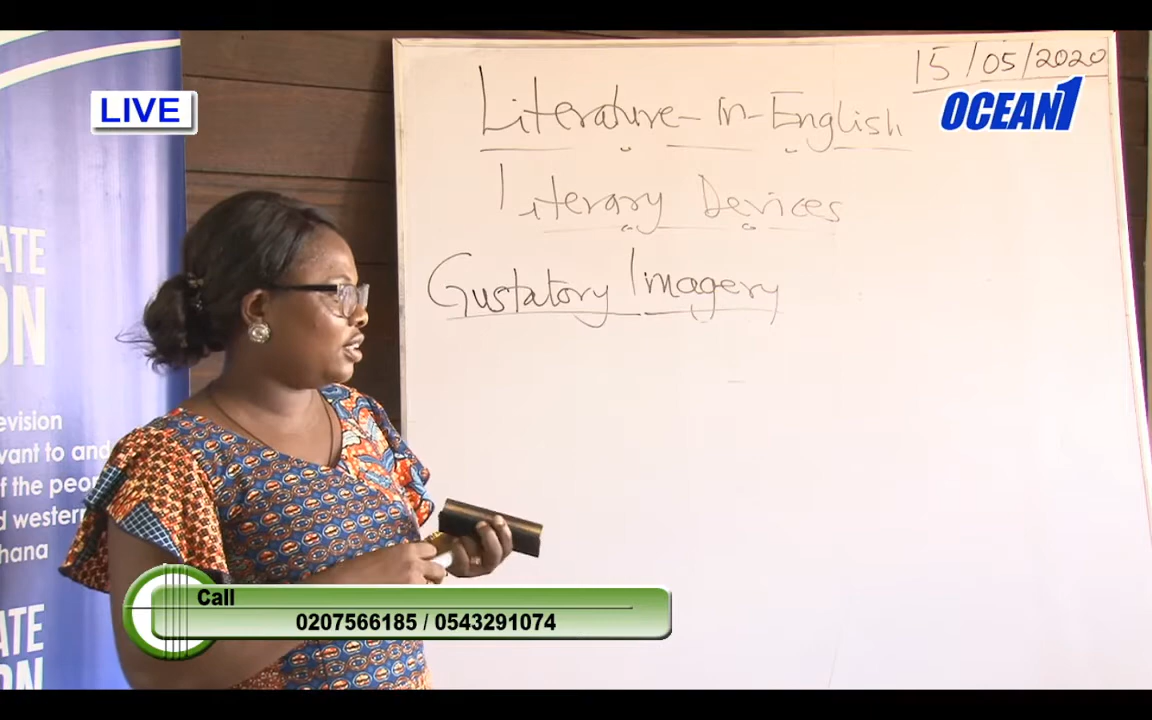 15/05/2020
LIVE
OCEAN1
Literature-in-English
Literary Devices
Gustatory Imagery
ATE
ON
evision
vant to and
f the peo
d western
hana
ATE
N
Call
0207566185 / 0543291074